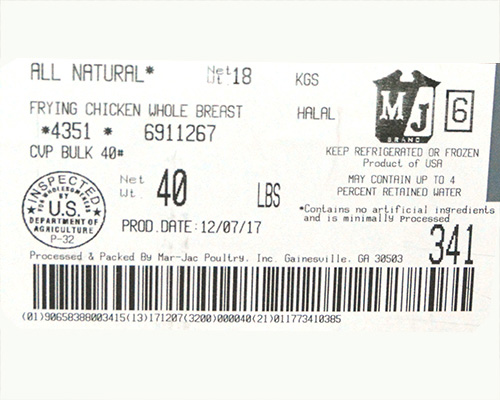 ALL NATURAL* Net Wt 18 KGS
FRYING CHICKEN WHOLE BREAST HALAL
*4351 * 6911267
CVP BULK 40#
MJ
BRAND
6
KEEP REFRIGERATED OR FROZEN
Product of USA
MAY CONTAIN UP TO 4
PERCENT RETAINED WATER
INSPECTED
FOR WHOLESOMENESS BY
U.S.
DEPARTMENT OF
AGRICULTURE
P-32
Net Wt. 40 LBS
PROD.DATE:12/07/17
*Contains no artificial ingredients
and is minimally processed
341
Processed & Packed By Mar-Jac Poultry, Inc. Gainesville, GA 30503
(01)90658388003415(13)171207(3200)000040(21)011773410385